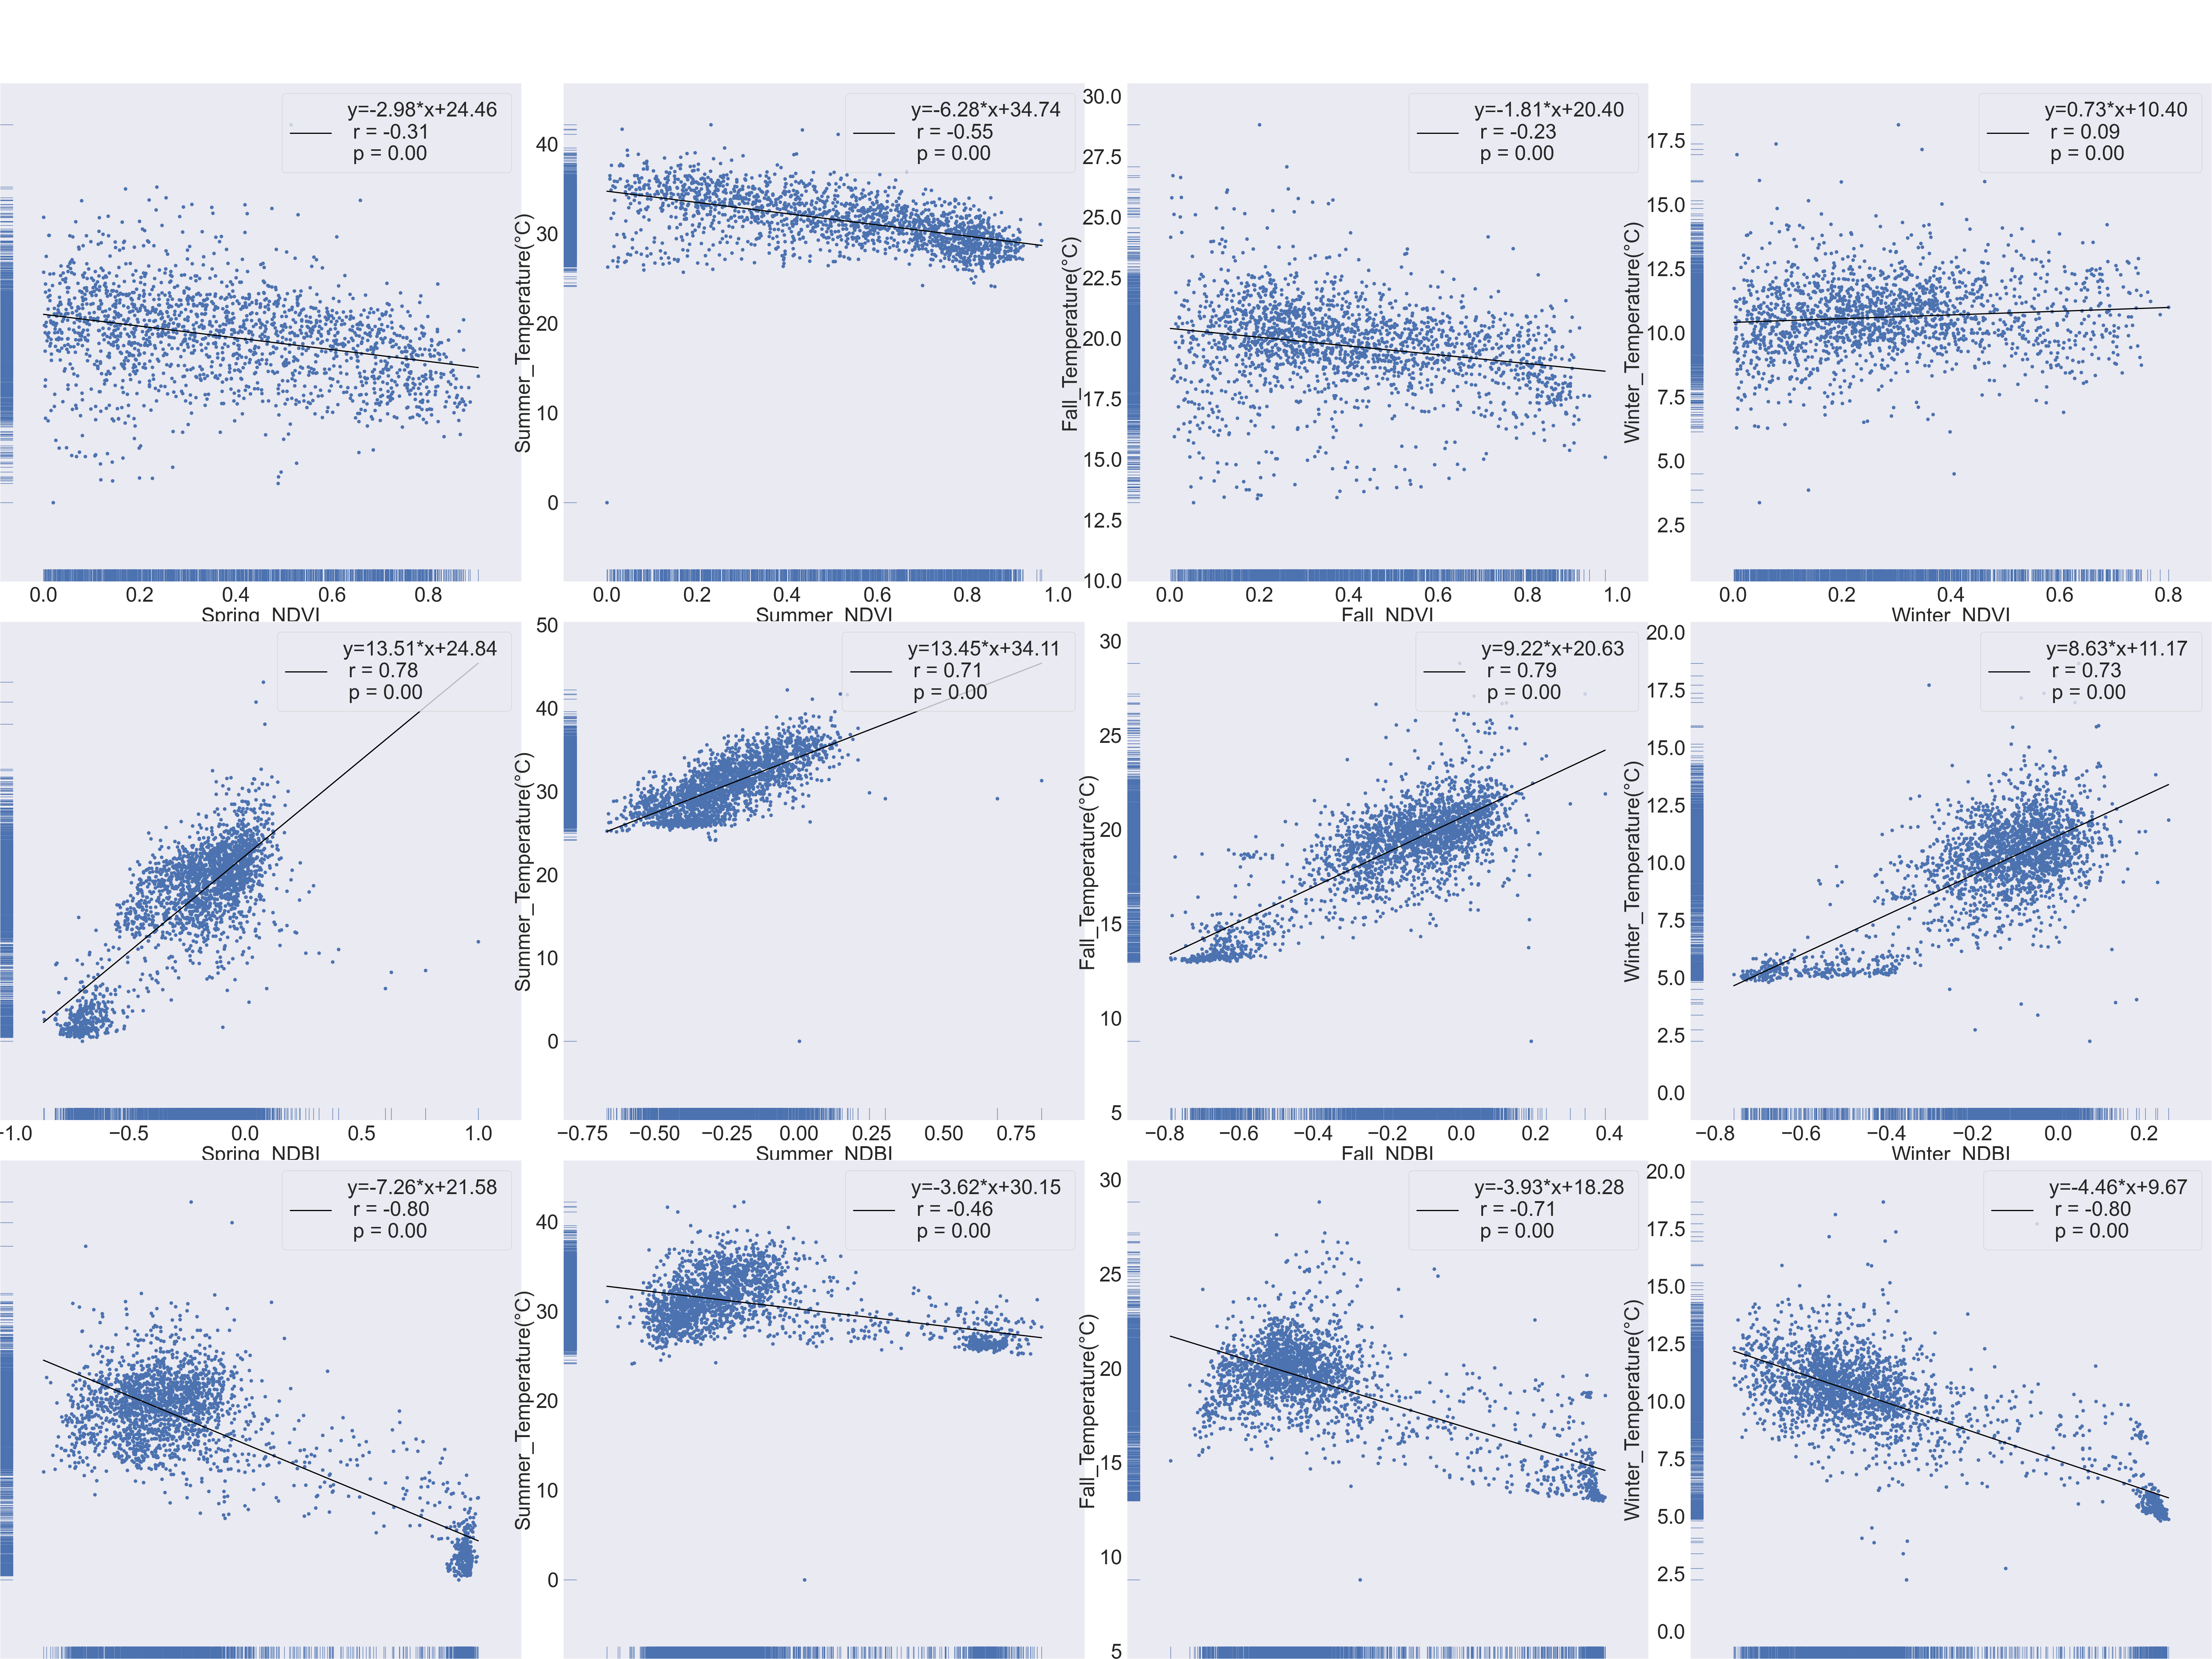 y=-2.98*x+24.46
r = -0.31
p = 0.00
y=-6.28*x+34.74
r = -0.55
p = 0.00
y=-1.81*x+20.40
r = -0.23
p = 0.00
y=0.73*x+10.40
r = 0.09
p = 0.00
Summer_Temperature(°C)
40
30
20
10
0
Fall_Temperature(°C)
30.0
27.5
25.0
22.5
20.0
17.5
15.0
12.5
10.0
Winter_Temperature(°C)
17.5
15.0
12.5
10.0
7.5
5.0
2.5
0.0 0.2 0.4 0.6 0.8
Spring_NDVI
0.0 0.2 0.4 0.6 0.8 1.0
Summer_NDVI
0.0 0.2 0.4 0.6 0.8 1.0
Fall_NDVI
0.0 0.2 0.4 0.6 0.8
Winter_NDVI
y=13.51*x+24.84
r = 0.78
p = 0.00
y=13.45*x+34.11
r = 0.71
p = 0.00
y=9.22*x+20.63
r = 0.79
p = 0.00
y=8.63*x+11.17
r = 0.73
p = 0.00
Summer_Temperature(°C)
50
40
30
20
10
0
Fall_Temperature(°C)
30
25
20
15
10
5
Winter_Temperature(°C)
20.0
17.5
15.0
12.5
10.0
7.5
5.0
2.5
0.0
−1.0 −0.5 0.0 0.5 1.0
Spring_NDBI
−0.75 −0.50 −0.25 0.00 0.25 0.50 0.75
Summer_NDBI
−0.8 −0.6 −0.4 −0.2 0.0 0.2 0.4
Fall_NDBI
−0.8 −0.6 −0.4 −0.2 0.0 0.2
Winter_NDBI
y=-7.26*x+21.58
r = -0.80
p = 0.00
y=-3.62*x+30.15
r = -0.46
p = 0.00
y=-3.93*x+18.28
r = -0.71
p = 0.00
y=-4.46*x+9.67
r = -0.80
p = 0.00
Summer_Temperature(°C)
40
30
20
10
0
Fall_Temperature(°C)
30
25
20
15
10
5
Winter_Temperature(°C)
20.0
17.5
15.0
12.5
10.0
7.5
5.0
2.5
0.0